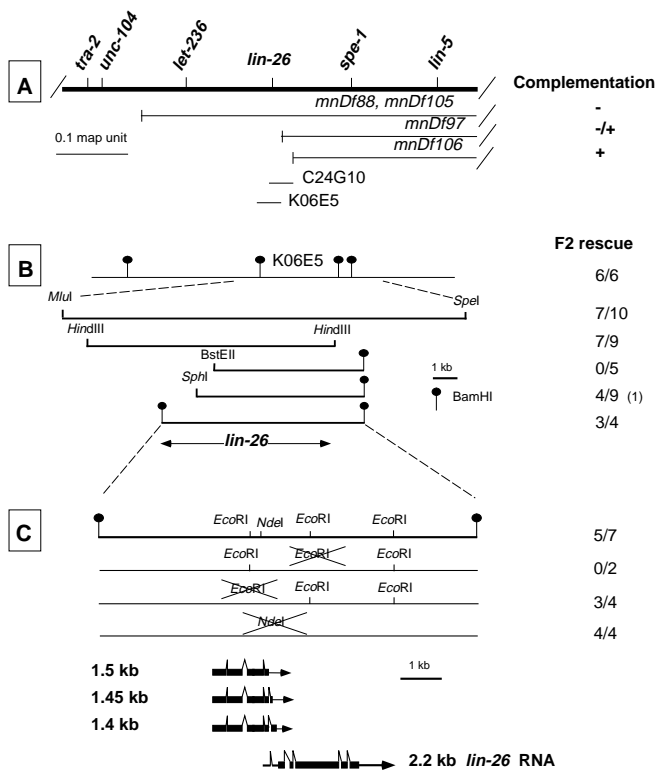 tra-2 unc-104 let-236 lin-26 spe-1 lin-5
A
Complementation
mnDf88, mnDf105 -
mnDf97 -/+
0.1 map unit
mnDf106 +
C24G10
K06E5
F2 rescue
B
K06E5 6/6
MluI SpeI
7/10
HindIII HindIII
7/9
BstEII
0/5
1 kb
SphI
BamHI
4/9 (1)
3/4
lin-26
C
EcoRI NdeI EcoRI EcoRI
5/7
EcoRI EcoRI EcoRI
0/2
EcoRI EcoRI EcoRI
3/4
NdeI
4/4
1.5 kb
1 kb
1.45 kb
1.4 kb
2.2 kb lin-26 RNA